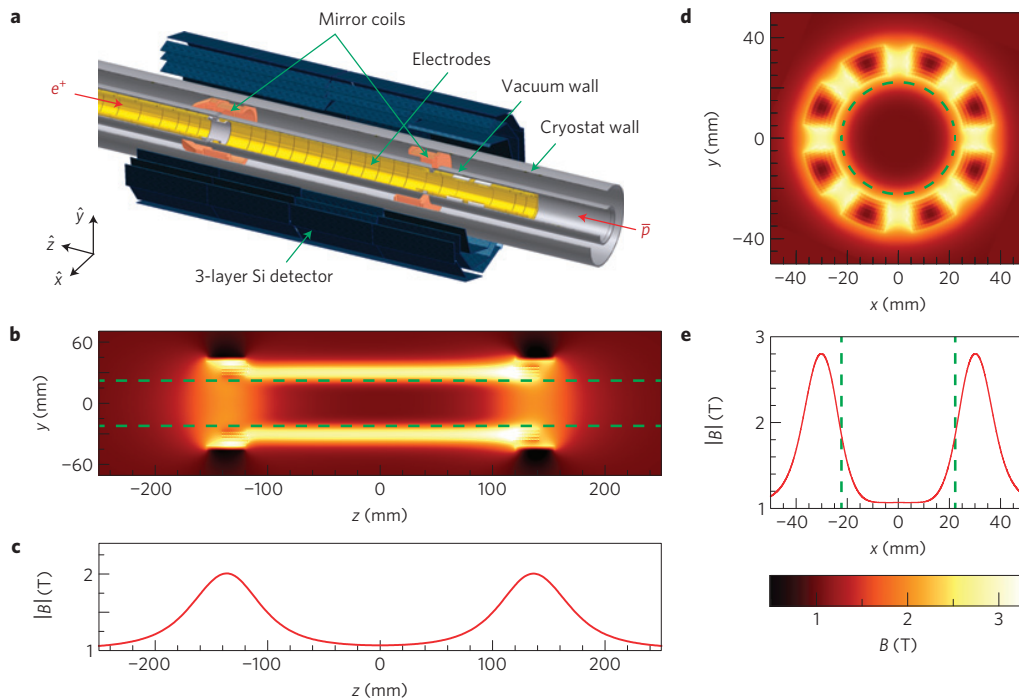 a
Mirror coils
Electrodes
Vacuum wall
Cryostat wall
e⁺
p̅
ŷ
ẑ
x̂
3-layer Si detector
b
60
0
−60
y (mm)
−200
−100
0
100
200
z (mm)
c
2
1
|B| (T)
−200
−100
0
100
200
z (mm)
d
40
0
−40
y (mm)
−40
−20
0
20
40
x (mm)
e
3
2
1
|B| (T)
−40
−20
0
20
40
x (mm)
1
2
3
B (T)